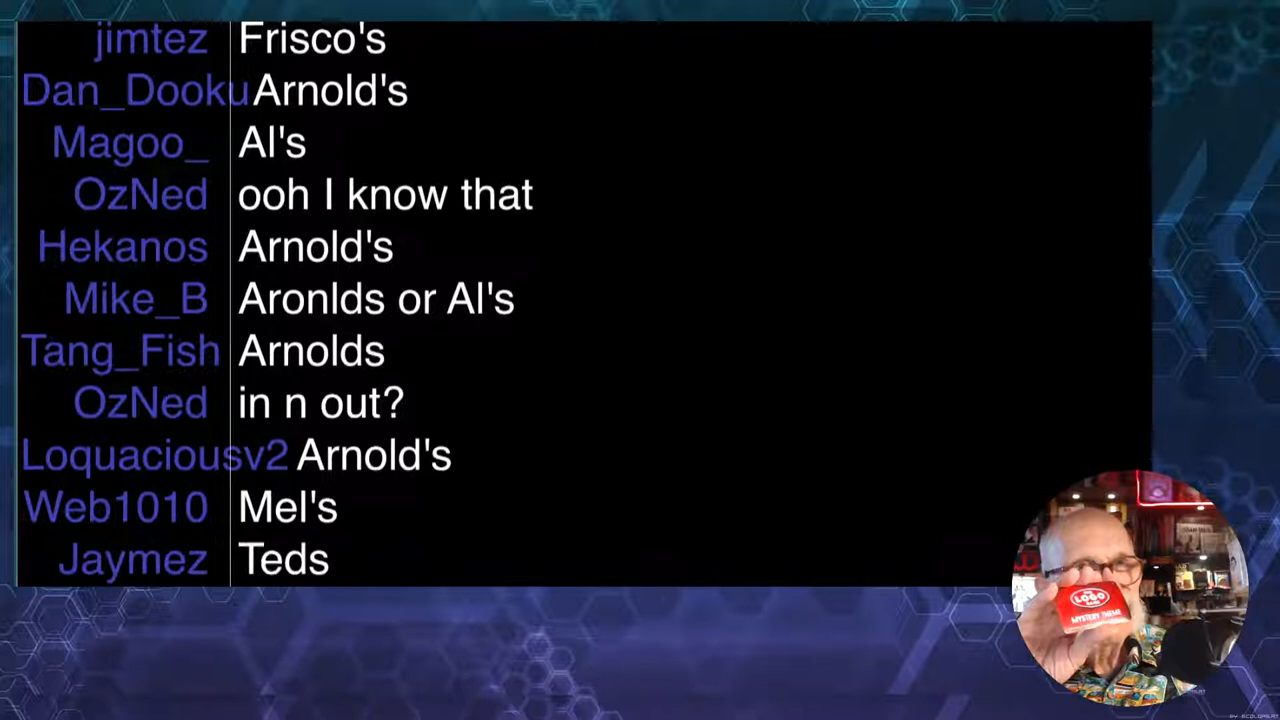 jimtez Frisco's
Dan_Dooku Arnold's
Magoo_ Al's
OzNed ooh I know that
Hekanos Arnold's
Mike_B Aronlds or Al's
Tang_Fish Arnolds
OzNed in n out?
Loquaciousv2 Arnold's
Web1010 Mel's
Jaymez Teds
LOGO
MYSTERY THEME